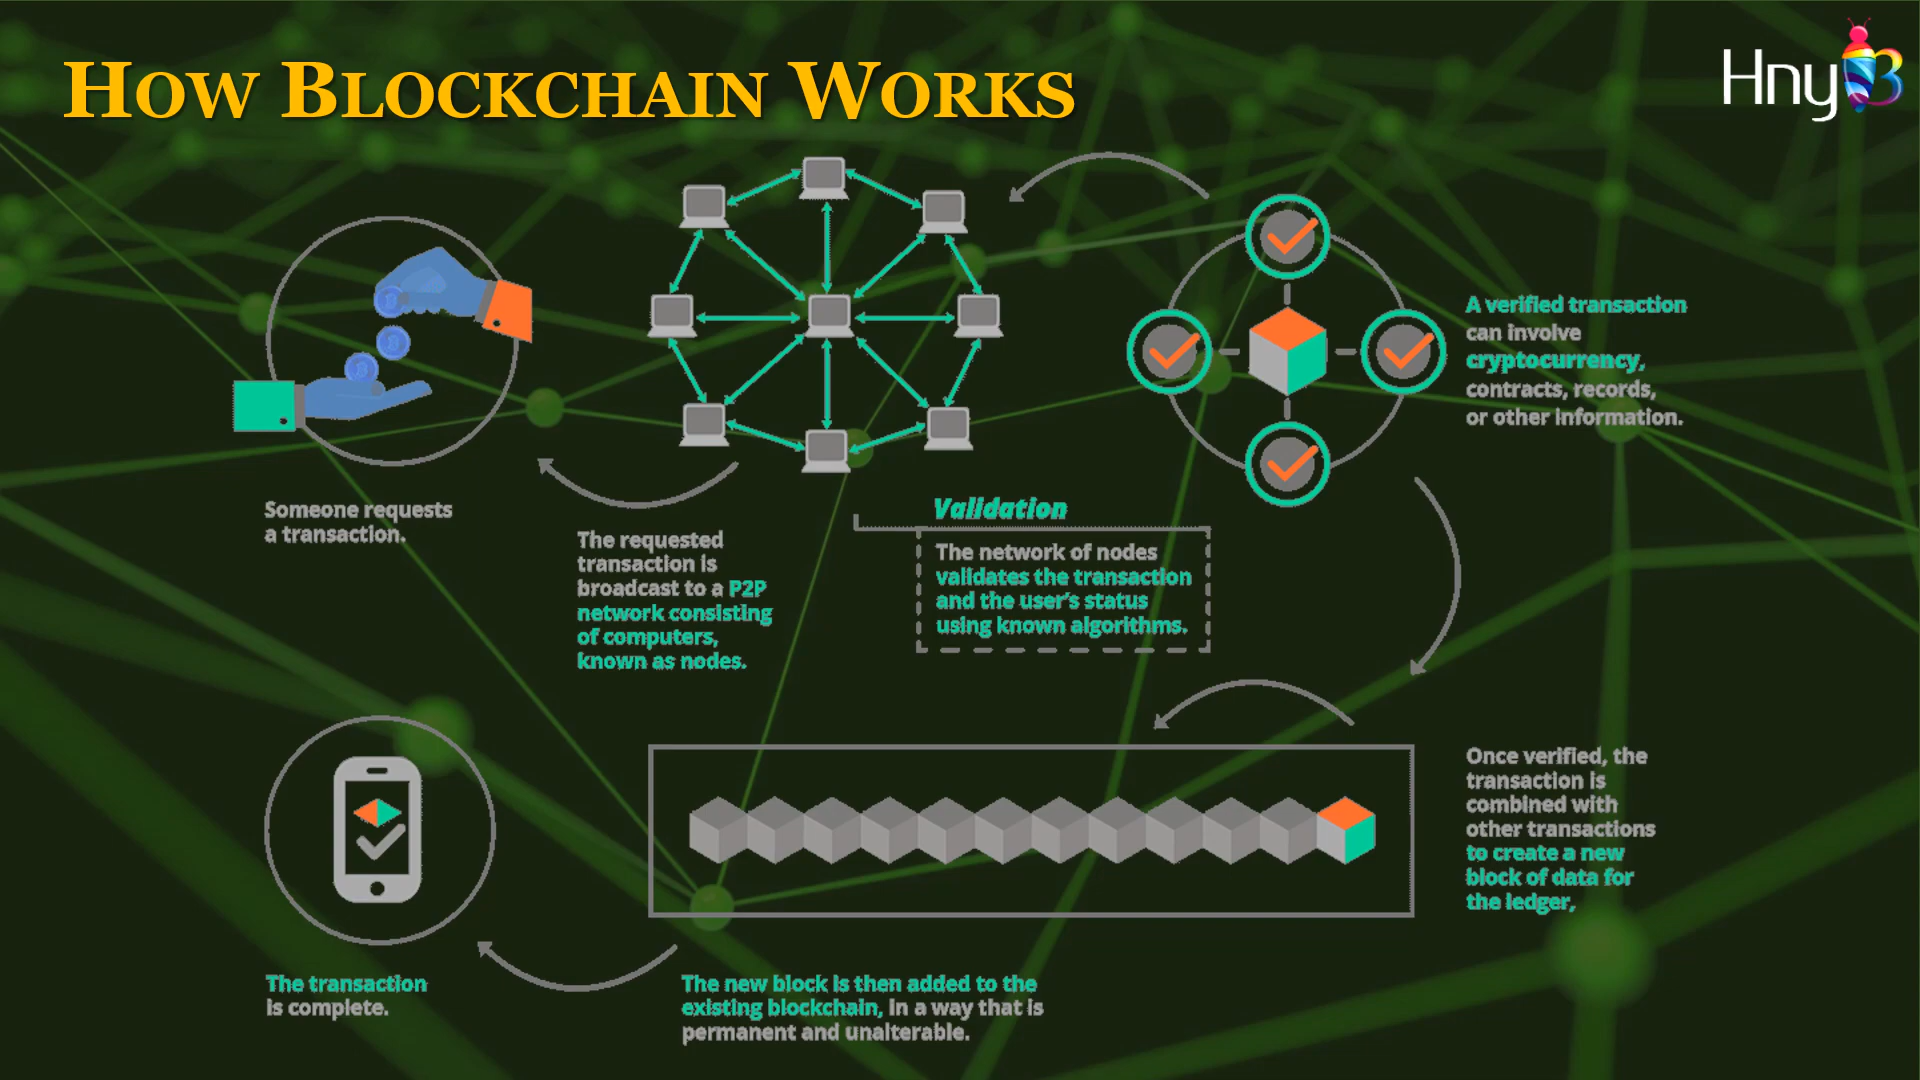 HOW BLOCKCHAIN WORKS
Hny B
Someone requests
a transaction.
The requested
transaction is
broadcast to a P2P
network consisting
of computers,
known as nodes.
Validation
The network of nodes
validates the transaction
and the user's status
using known algorithms.
A verified transaction
can involve
cryptocurrency,
contracts, records,
or other information.
Once verified, the
transaction is
combined with
other transactions
to create a new
block of data for
the ledger,
The new block is then added to the
existing blockchain, in a way that is
permanent and unalterable.
The transaction
is complete.